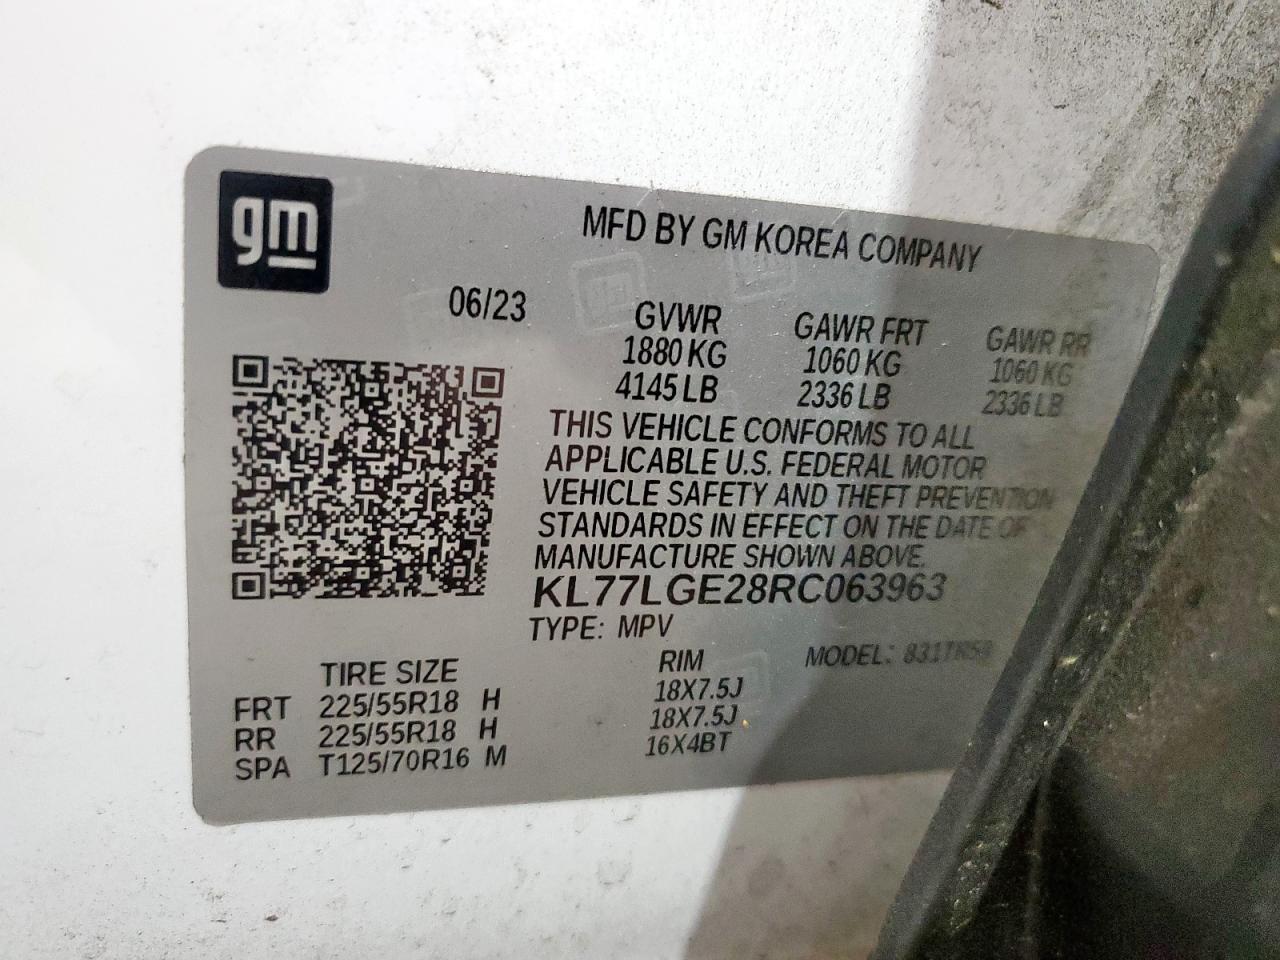 gm
MFD BY GM KOREA COMPANY
06/23
GVWR GAWR FRT GAWR RR
1880 KG 1060 KG 1060 KG
4145 LB 2336 LB 2336 LB
THIS VEHICLE CONFORMS TO ALL
APPLICABLE U.S. FEDERAL MOTOR
VEHICLE SAFETY AND THEFT PREVENTION
STANDARDS IN EFFECT ON THE DATE OF
MANUFACTURE SHOWN ABOVE.
KL77LGE28RC063963
TYPE: MPV
MODEL:
TIRE SIZE RIM
FRT 225/55R18 H 18X7.5J
RR 225/55R18 H 18X7.5J
SPA T125/70R16 M 16X4BT